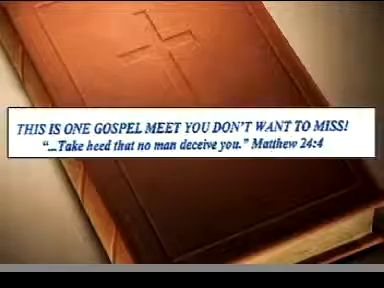 THIS IS ONE GOSPEL MEET YOU DON'T WANT TO MISS!
"...Take heed that no man deceive you." Matthew 24:4